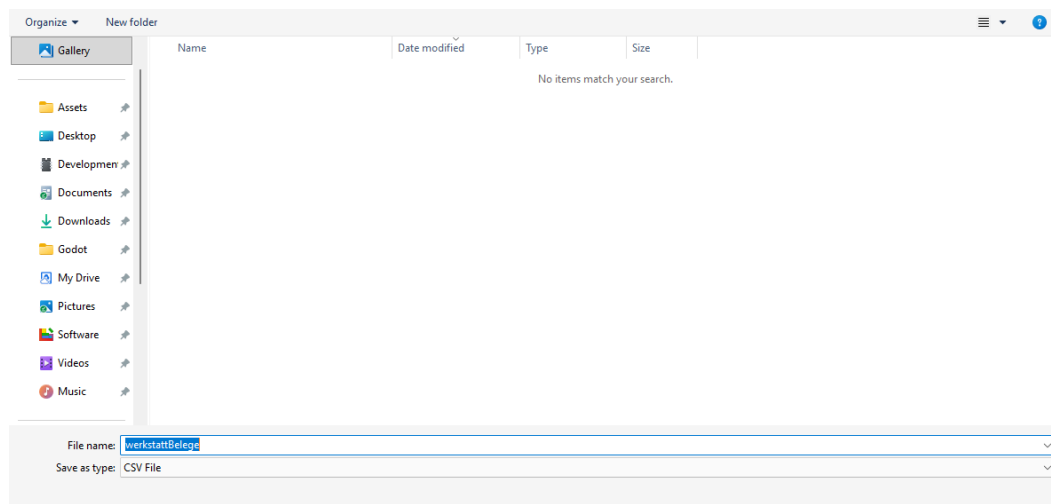 Organize New folder
Gallery
Name Date modified Type Size
No items match your search.
Assets
Desktop
Developmen
Documents
Downloads
Godot
My Drive
Pictures
Software
Videos
Music
File name: werkstattBelege
Save as type: CSV File